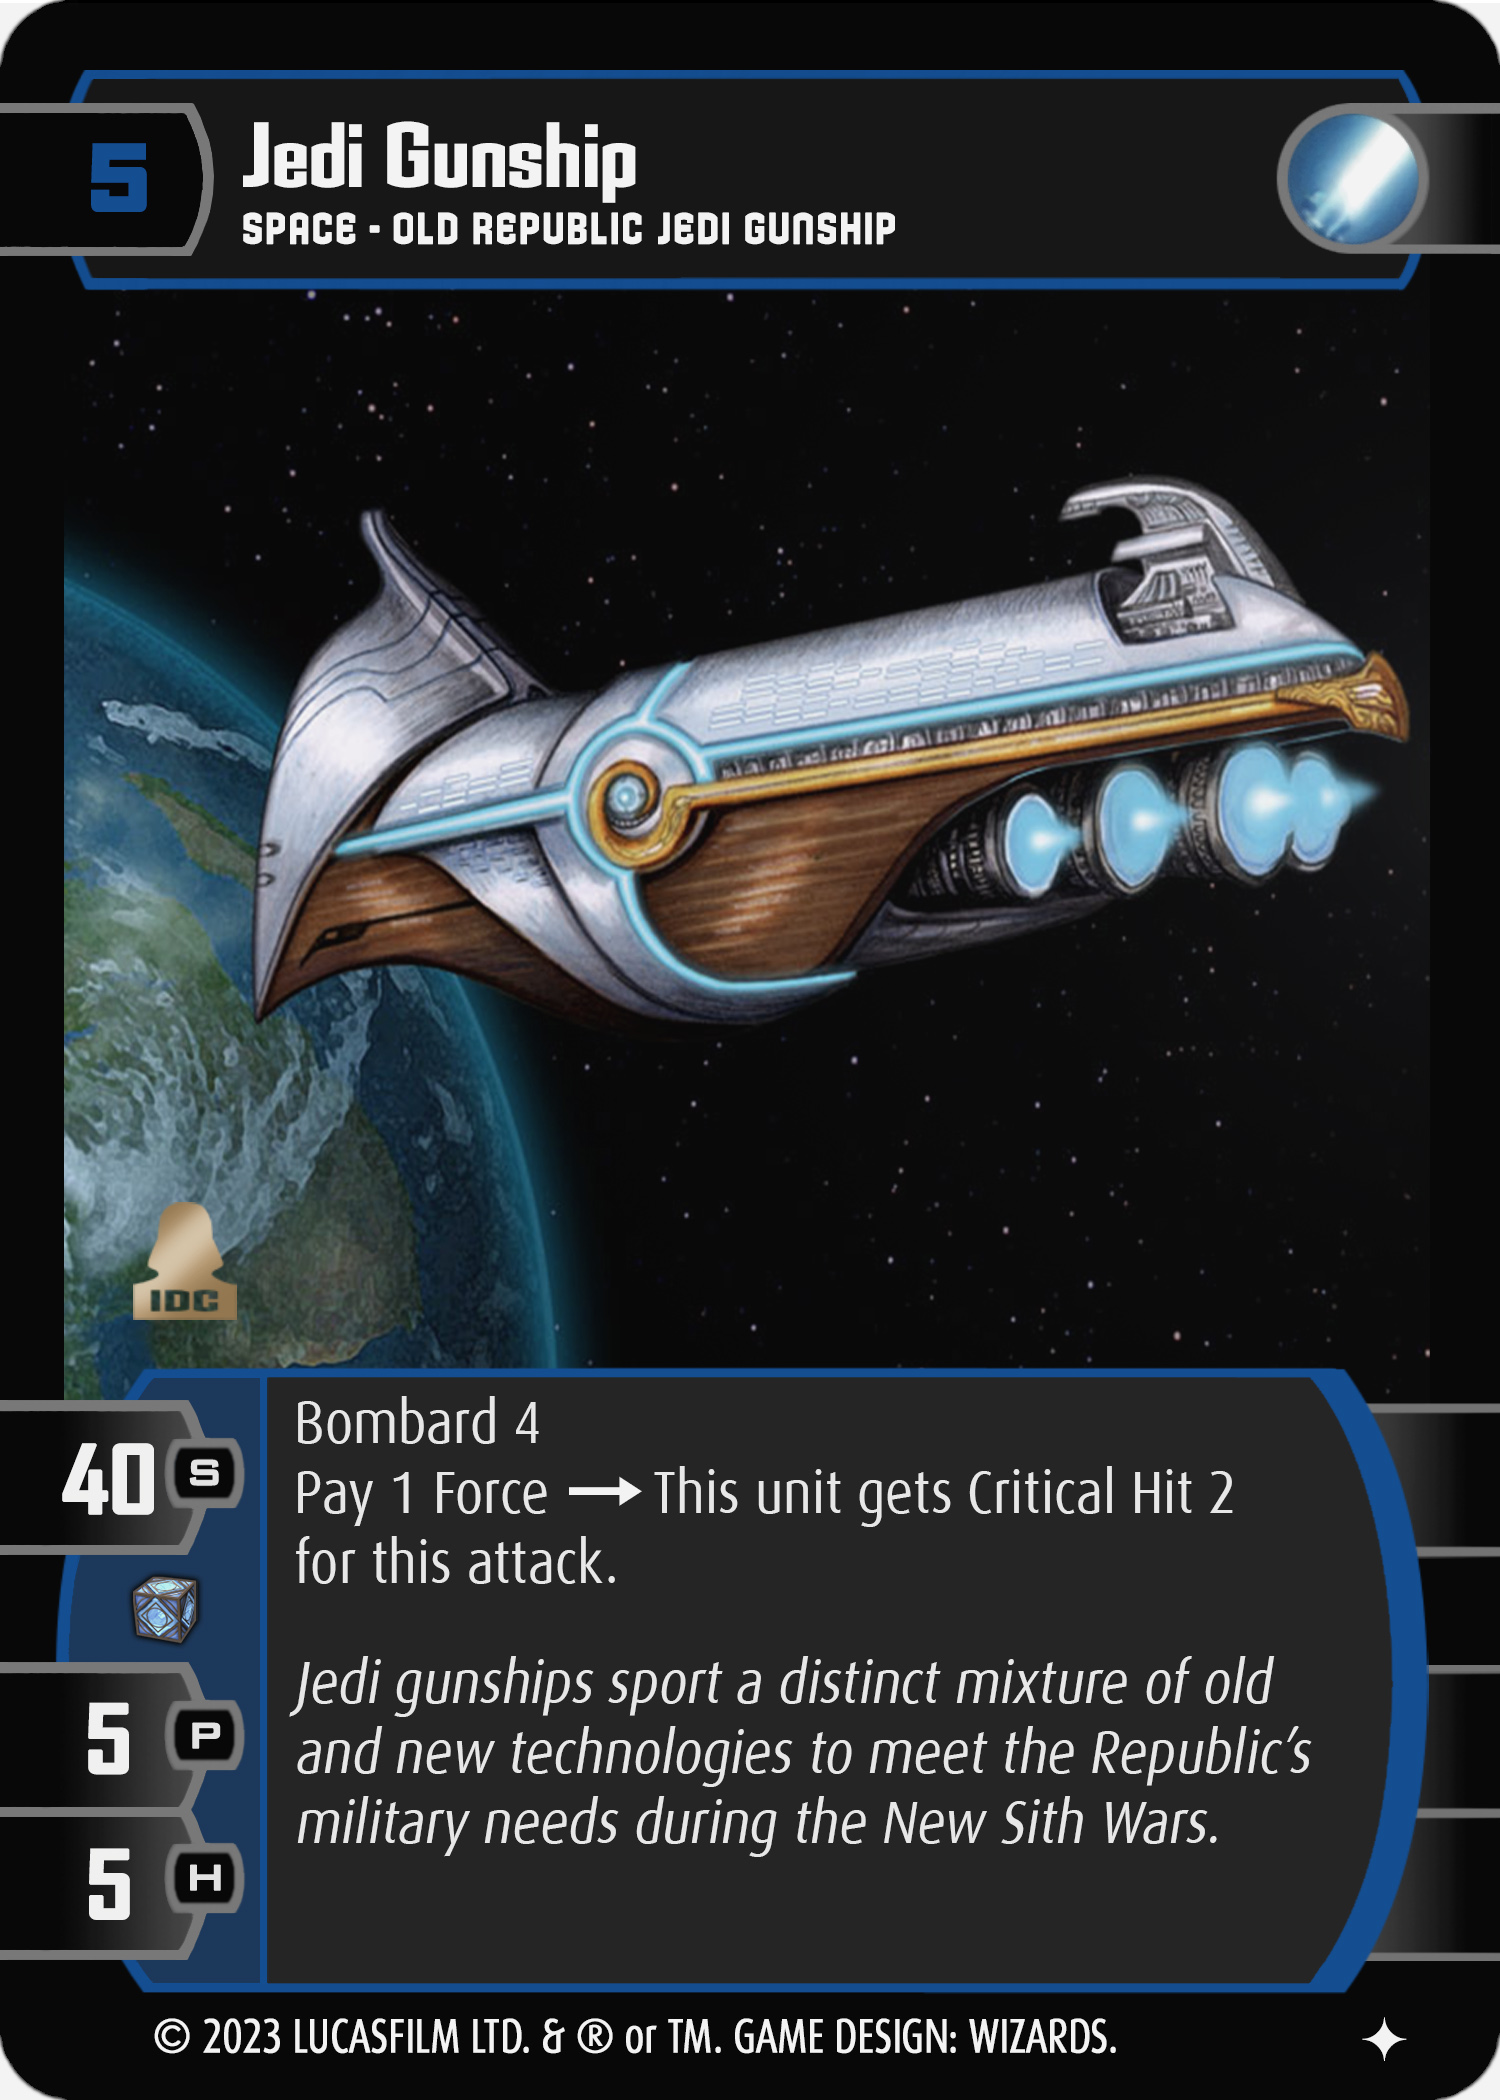 5
Jedi Gunship
SPACE - OLD REPUBLIC JEDI GUNSHIP
IDC
40 S
Bombard 4
Pay 1 Force → This unit gets Critical Hit 2
for this attack.
Jedi gunships sport a distinct mixture of old
and new technologies to meet the Republic’s
military needs during the New Sith Wars.
5 P
5 H
© 2023 LUCASFILM LTD. & ® or TM. GAME DESIGN: WIZARDS.